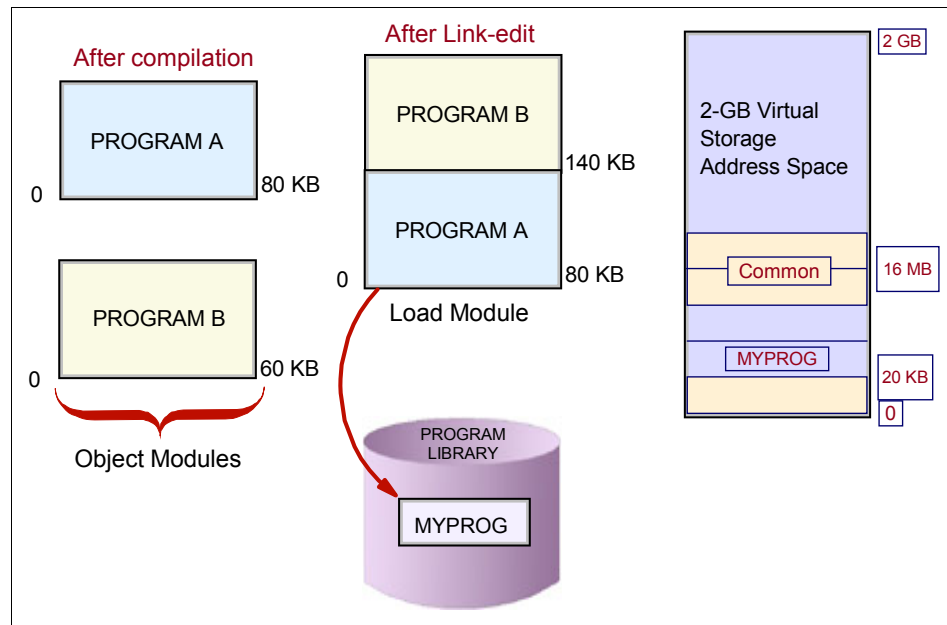 After compilation
PROGRAM A
0
80 KB
PROGRAM B
0
60 KB
Object Modules
After Link-edit
PROGRAM B
140 KB
PROGRAM A
0
80 KB
Load Module
PROGRAM
LIBRARY
MYPROG
2 GB
2-GB Virtual
Storage
Address Space
Common
16 MB
MYPROG
20 KB
0